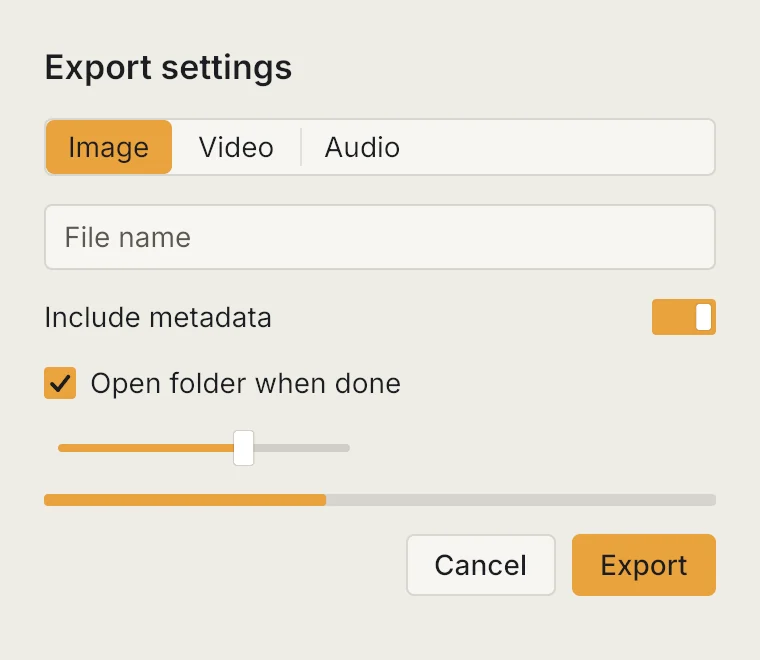 Export settings
Image Video Audio
File name
Include metadata
Open folder when done
Cancel Export